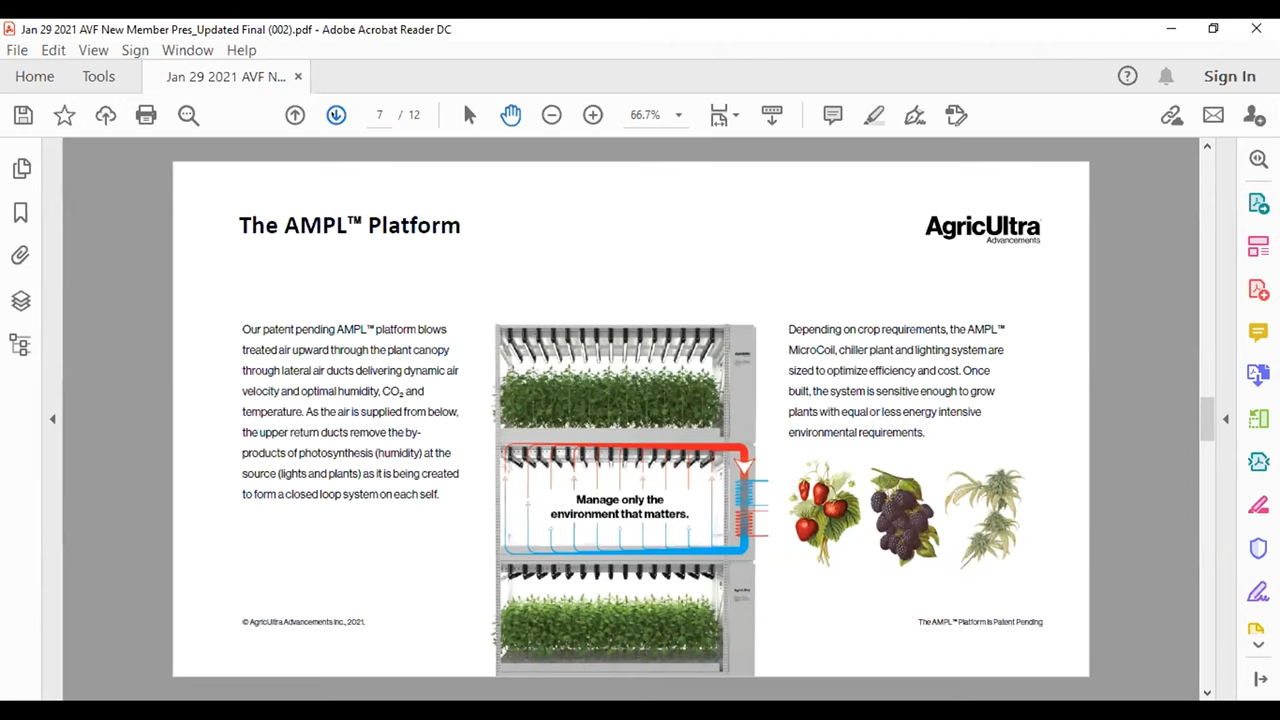 Jan 29 2021 AVF New Member Pres_Updated Final (002).pdf - Adobe Acrobat Reader DC
File Edit View Sign Window Help
Home Tools Jan 29 2021 AVF N... × Sign In
7 / 12 66.7%
The AMPL™ Platform
AgricUltra
Advancements
Our patent pending AMPL™ platform blows
treated air upward through the plant canopy
through lateral air ducts delivering dynamic air
velocity and optimal humidity, CO₂ and
temperature. As the air is supplied from below,
the upper return ducts remove the by-
products of photosynthesis (humidity) at the
source (lights and plants) as it is being created
to form a closed loop system on each self.
Manage only the
environment that matters.
Depending on crop requirements, the AMPL™
MicroCoil, chiller plant and lighting system are
sized to optimize efficiency and cost. Once
built, the system is sensitive enough to grow
plants with equal or less energy intensive
environmental requirements.
© AgricUltra Advancements Inc., 2021.
The AMPL™ Platform is Patent Pending